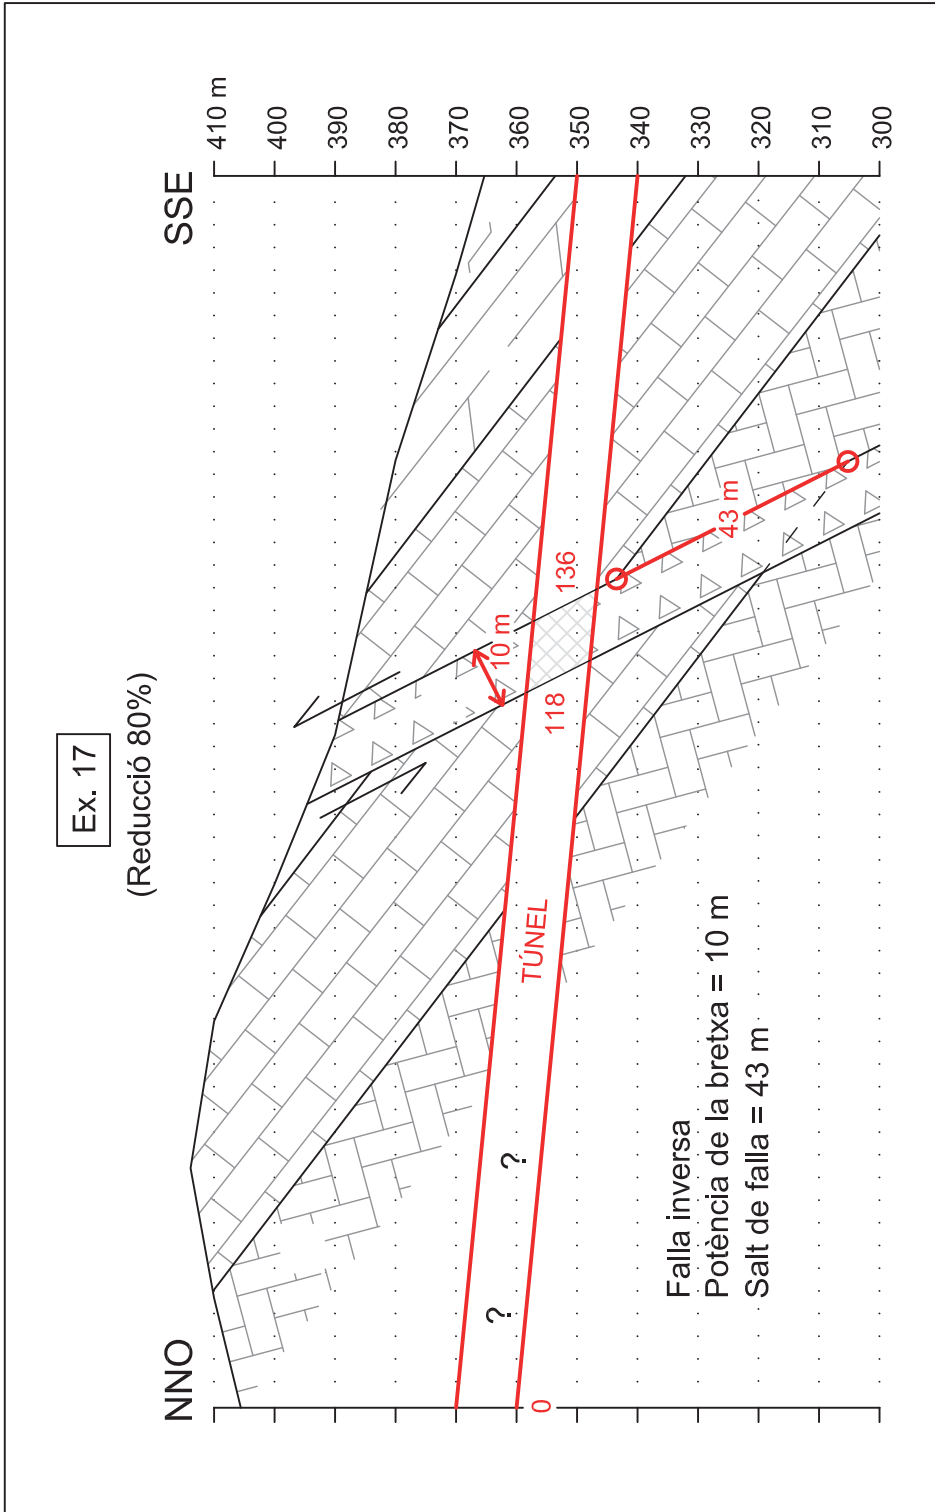 Ex. 17
(Reducció 80%)
NNO
SSE
410 m
400
390
380
370
360
350
340
330
320
310
300
10 m
118
136
43 m
TÚNEL
?
?
0
Falla inversa
Potència de la bretxa = 10 m
Salt de falla = 43 m